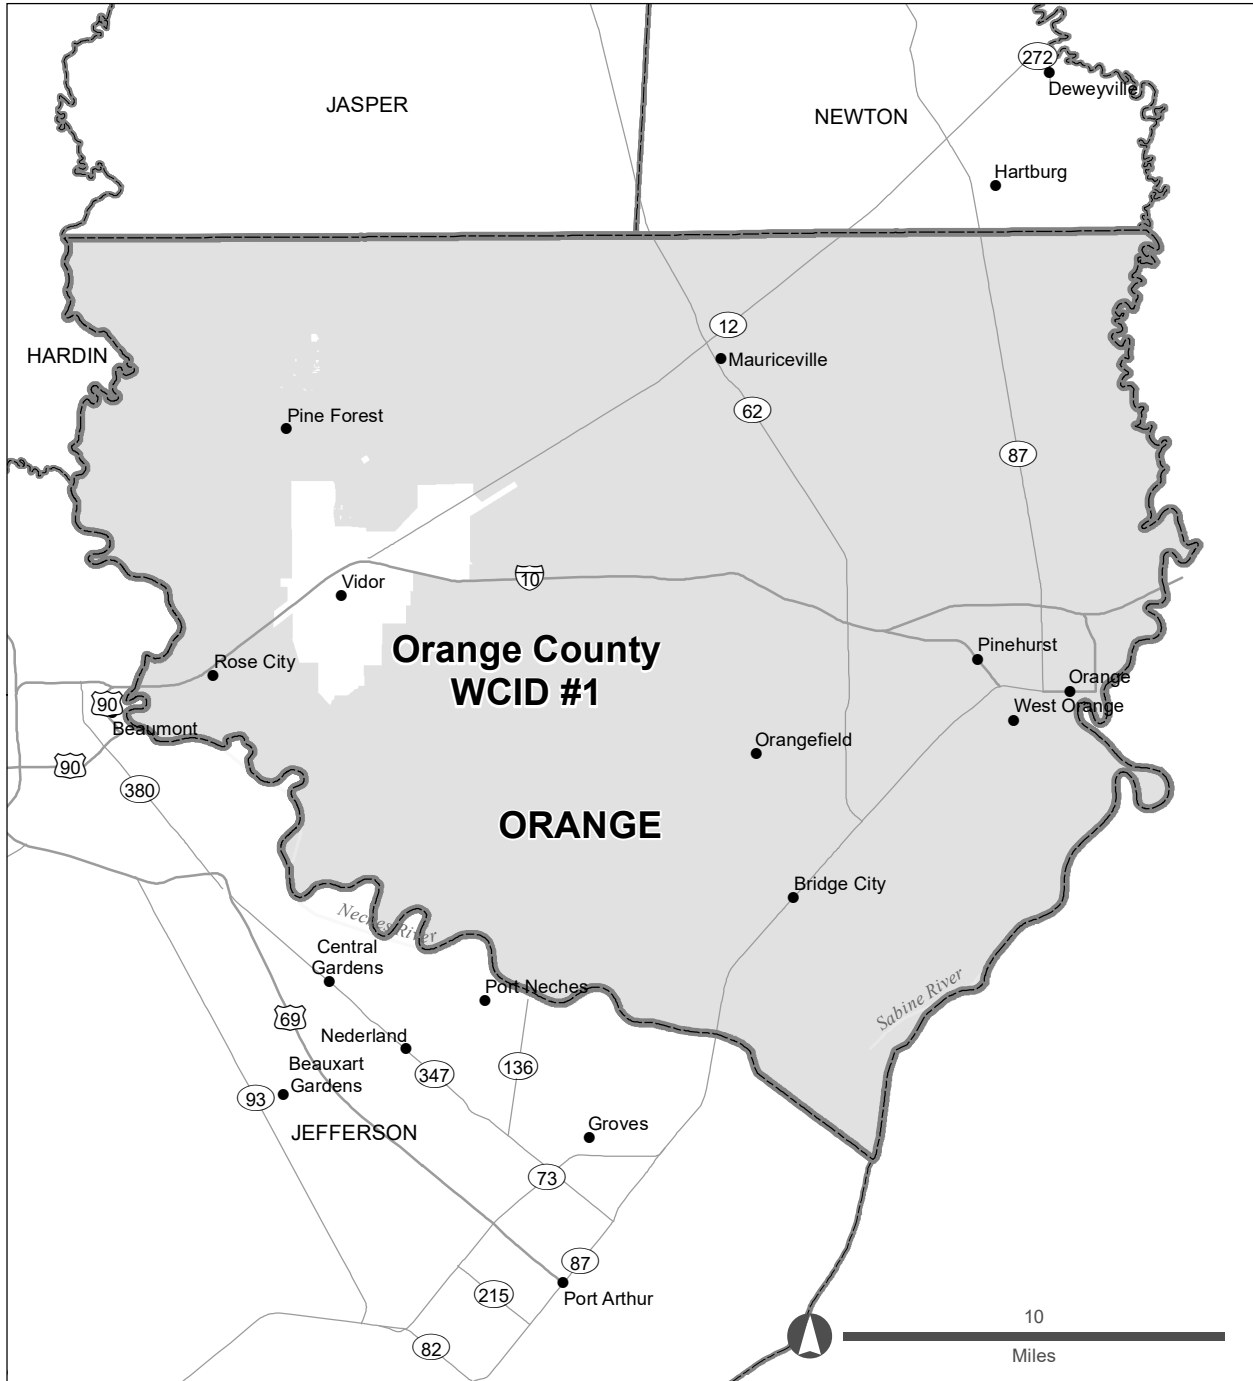 272
Deweyville
JASPER
NEWTON
Hartburg
12
HARDIN
Mauriceville
62
Pine Forest
87
10
Vidor
Orange County
WCID #1
Pinehurst
Rose City
Orange
90
West Orange
Beaumont
Orangefield
90
380
ORANGE
Bridge City
Neches River
Central
Gardens
Port Neches
Sabine River
69
Nederland
136
347
Beauxart
Gardens
93
Groves
JEFFERSON
73
87
215
Port Arthur
10
82
Miles